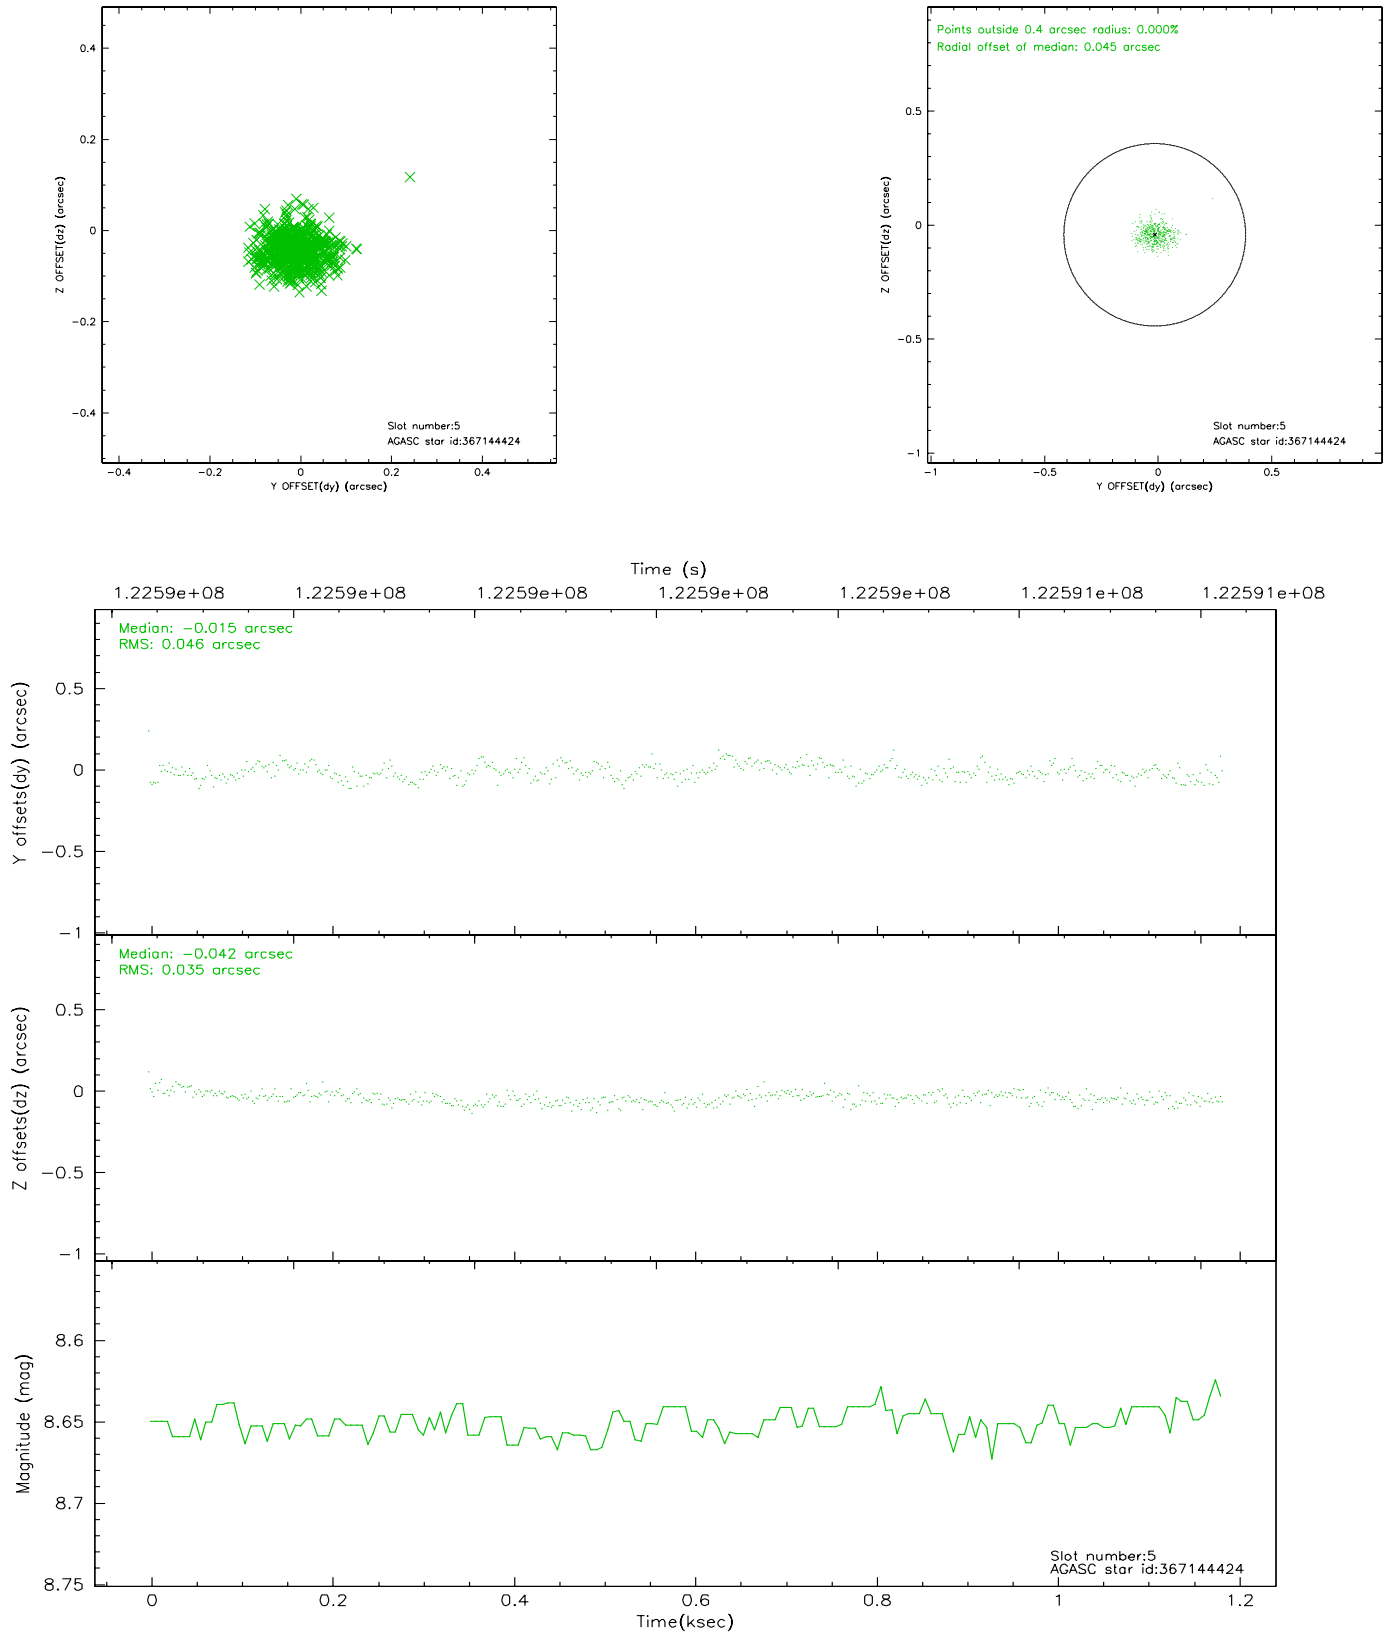 0.4
0.2
0
-0.2
-0.4
Z OFFSET(dz) (arcsec)
Slot number:5
AGASC star id:367144424
-0.4 -0.2 0 0.2 0.4
Y OFFSET(dy) (arcsec)
Points outside 0.4 arcsec radius: 0.000%
Radial offset of median: 0.045 arcsec
0.5
0
-0.5
-1
Z OFFSET(dz) (arcsec)
Slot number:5
AGASC star id:367144424
-1 -0.5 0 0.5
Y OFFSET(dy) (arcsec)
Time (s)
1.2259e+08 1.2259e+08 1.2259e+08 1.2259e+08 1.2259e+08 1.22591e+08 1.22591e+08
Median: -0.015 arcsec
RMS: 0.046 arcsec
0.5
0
-0.5
-1
Y offsets(dy) (arcsec)
Median: -0.042 arcsec
RMS: 0.035 arcsec
0.5
0
-0.5
-1
Z offsets(dz) (arcsec)
8.6
8.65
8.7
8.75
Magnitude (mag)
Slot number:5
AGASC star id:367144424
0 0.2 0.4 0.6 0.8 1 1.2
Time(ksec)